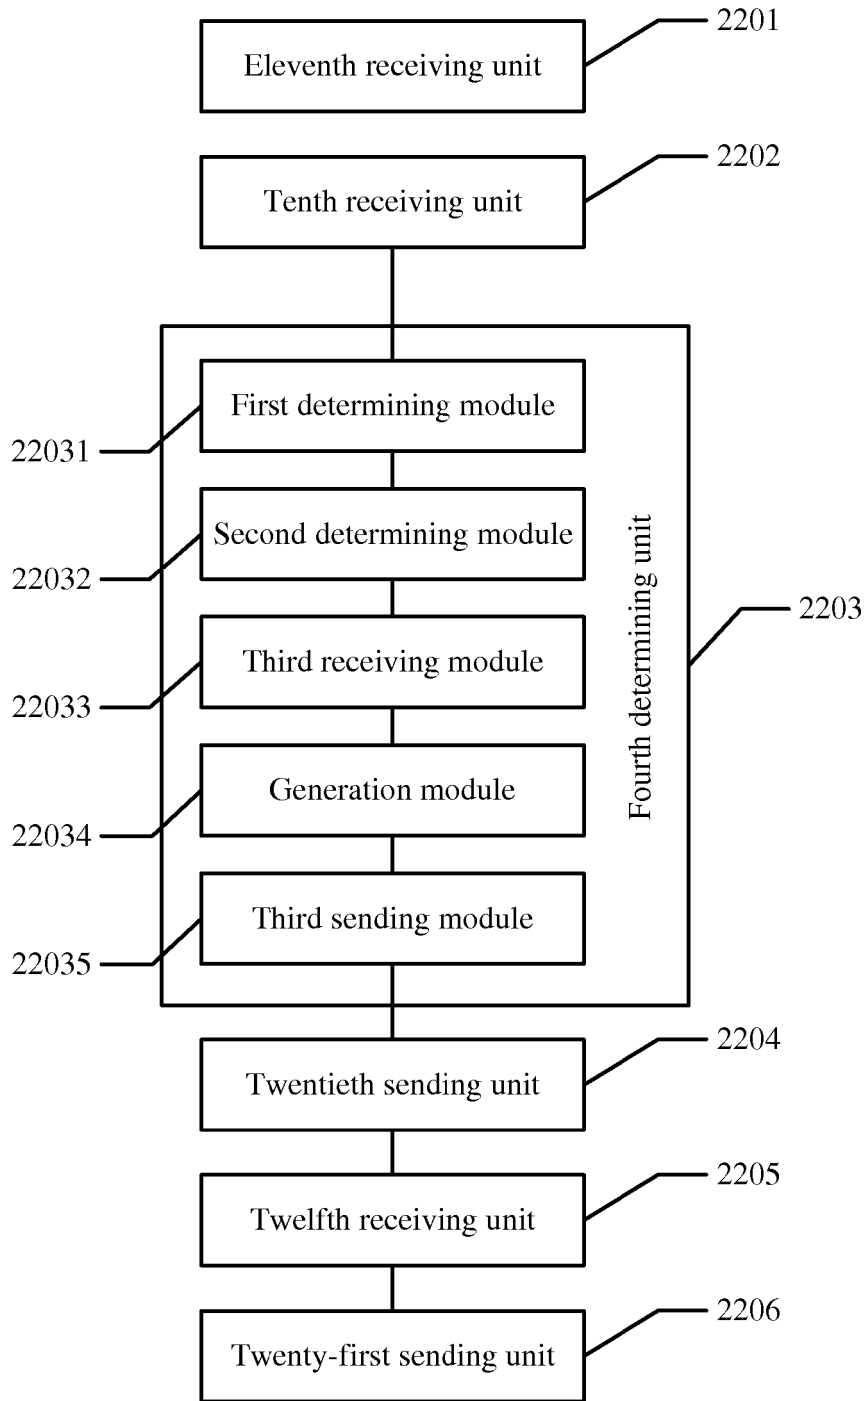 2201
Eleventh receiving unit
2202
Tenth receiving unit
First determining module
22031
Second determining module
22032
Third receiving module
22033
Generation module
22034
Third sending module
22035
Fourth determining unit
2203
2204
Twentieth sending unit
2205
Twelfth receiving unit
2206
Twenty-first sending unit